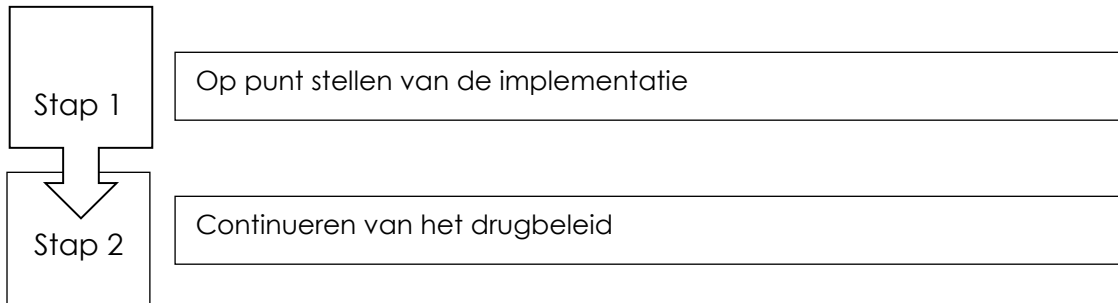 Stap 1
Op punt stellen van de implementatie
Stap 2
Continueren van het drugbeleid